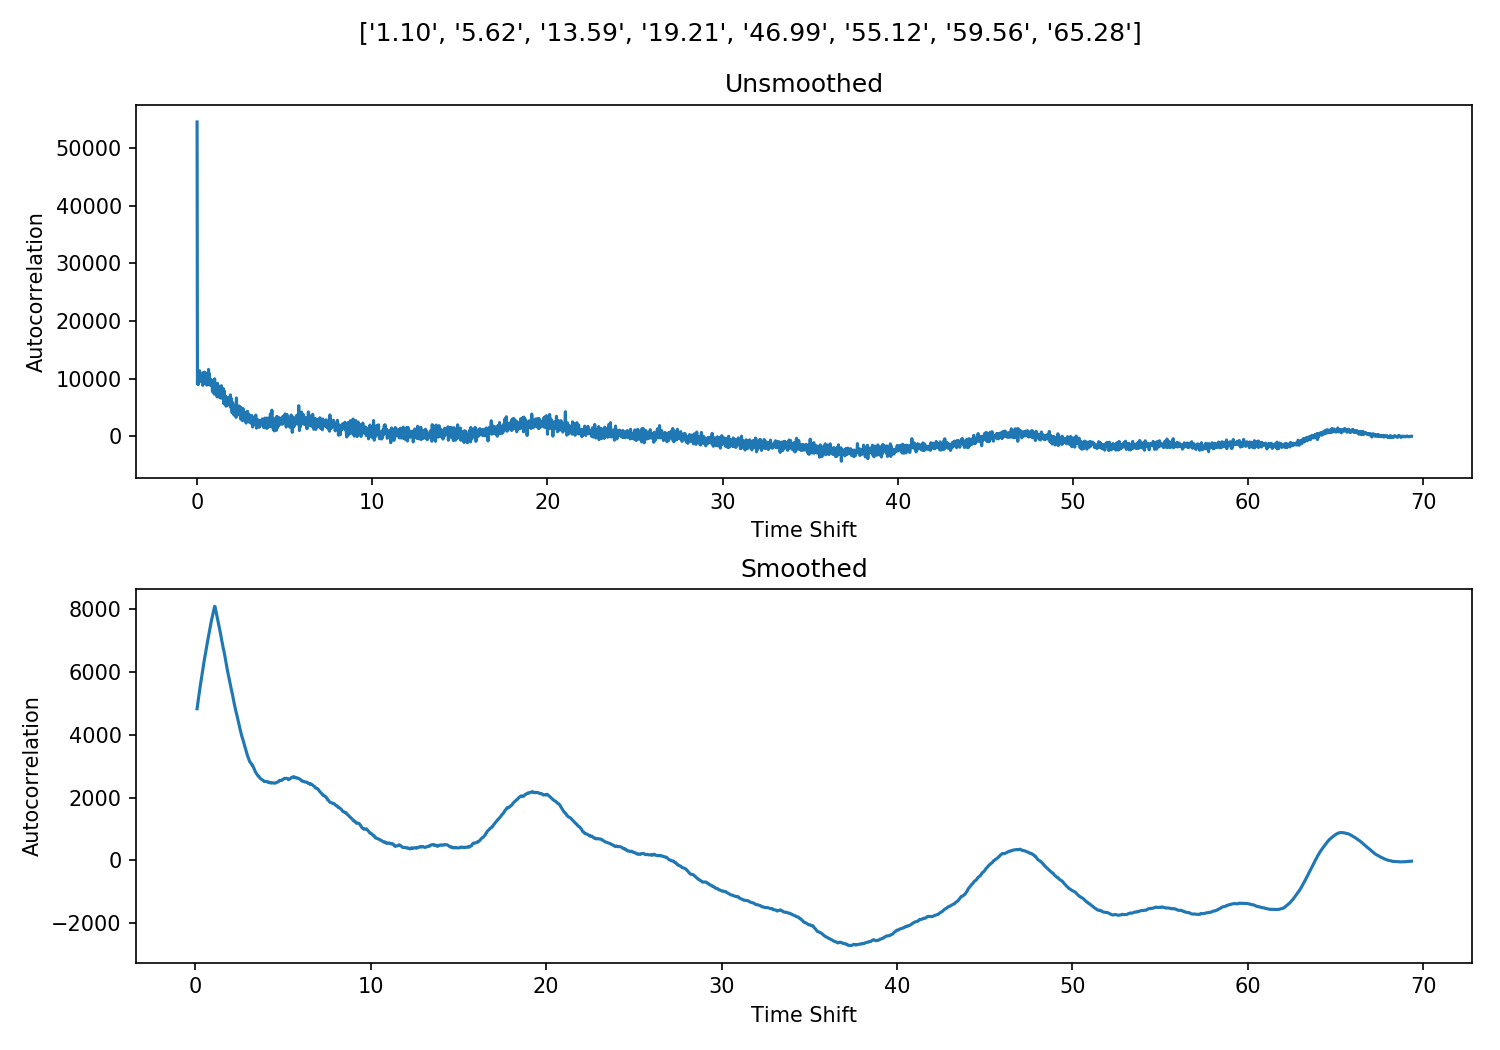 ['1.10', '5.62', '13.59', '19.21', '46.99', '55.12', '59.56', '65.28']
Unsmoothed
Autocorrelation
50000
40000
30000
20000
10000
0
0 10 20 30 40 50 60 70
Time Shift
Smoothed
Autocorrelation
8000
6000
4000
2000
0
−2000
0 10 20 30 40 50 60 70
Time Shift